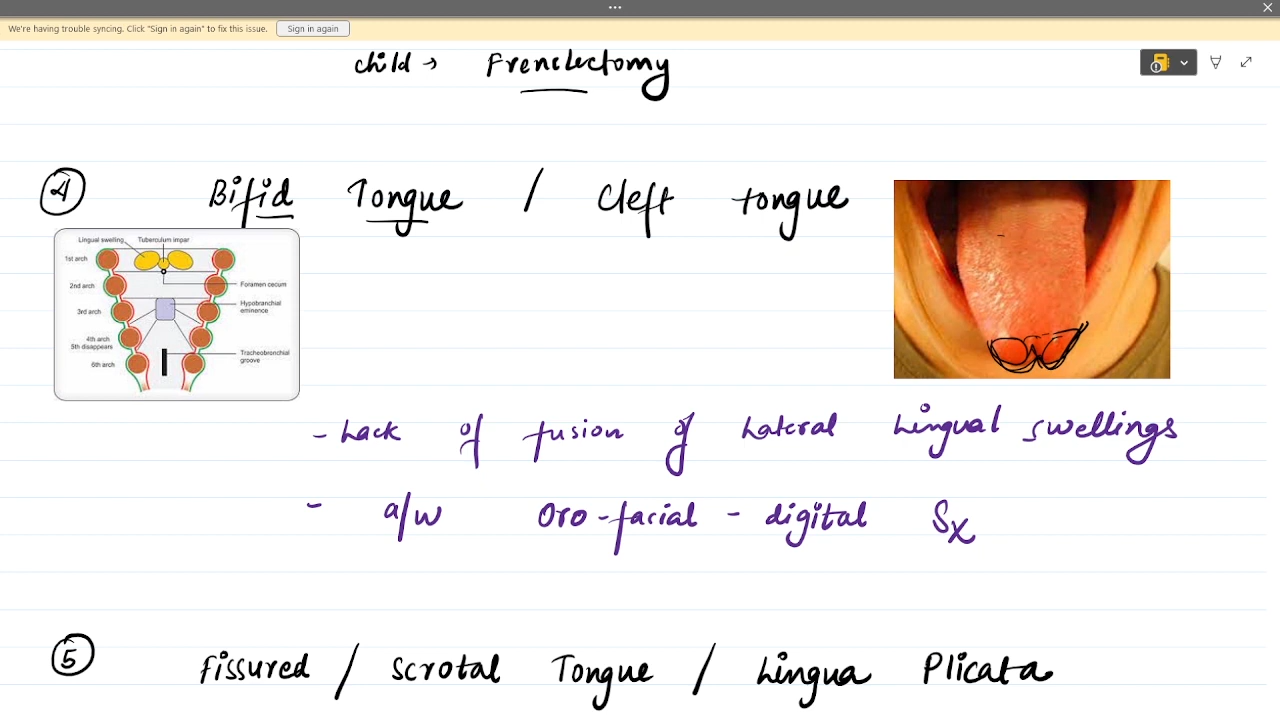 We're having trouble syncing. Click "Sign in again" to fix this issue. Sign in again
child → Frenectomy
④ Bifid Tongue / Cleft tongue
Lingual swelling Tuberculum impar
1st arch
2nd arch Foramen cecum
3rd arch Hypobranchial eminence
4th arch
5th disappears
6th arch Tracheobronchial groove
- Lack of fusion of Lateral Lingual swellings
- a/w Oro-facial - digital Sx
⑤ Fissured / Scrotal Tongue / Lingua Plicata